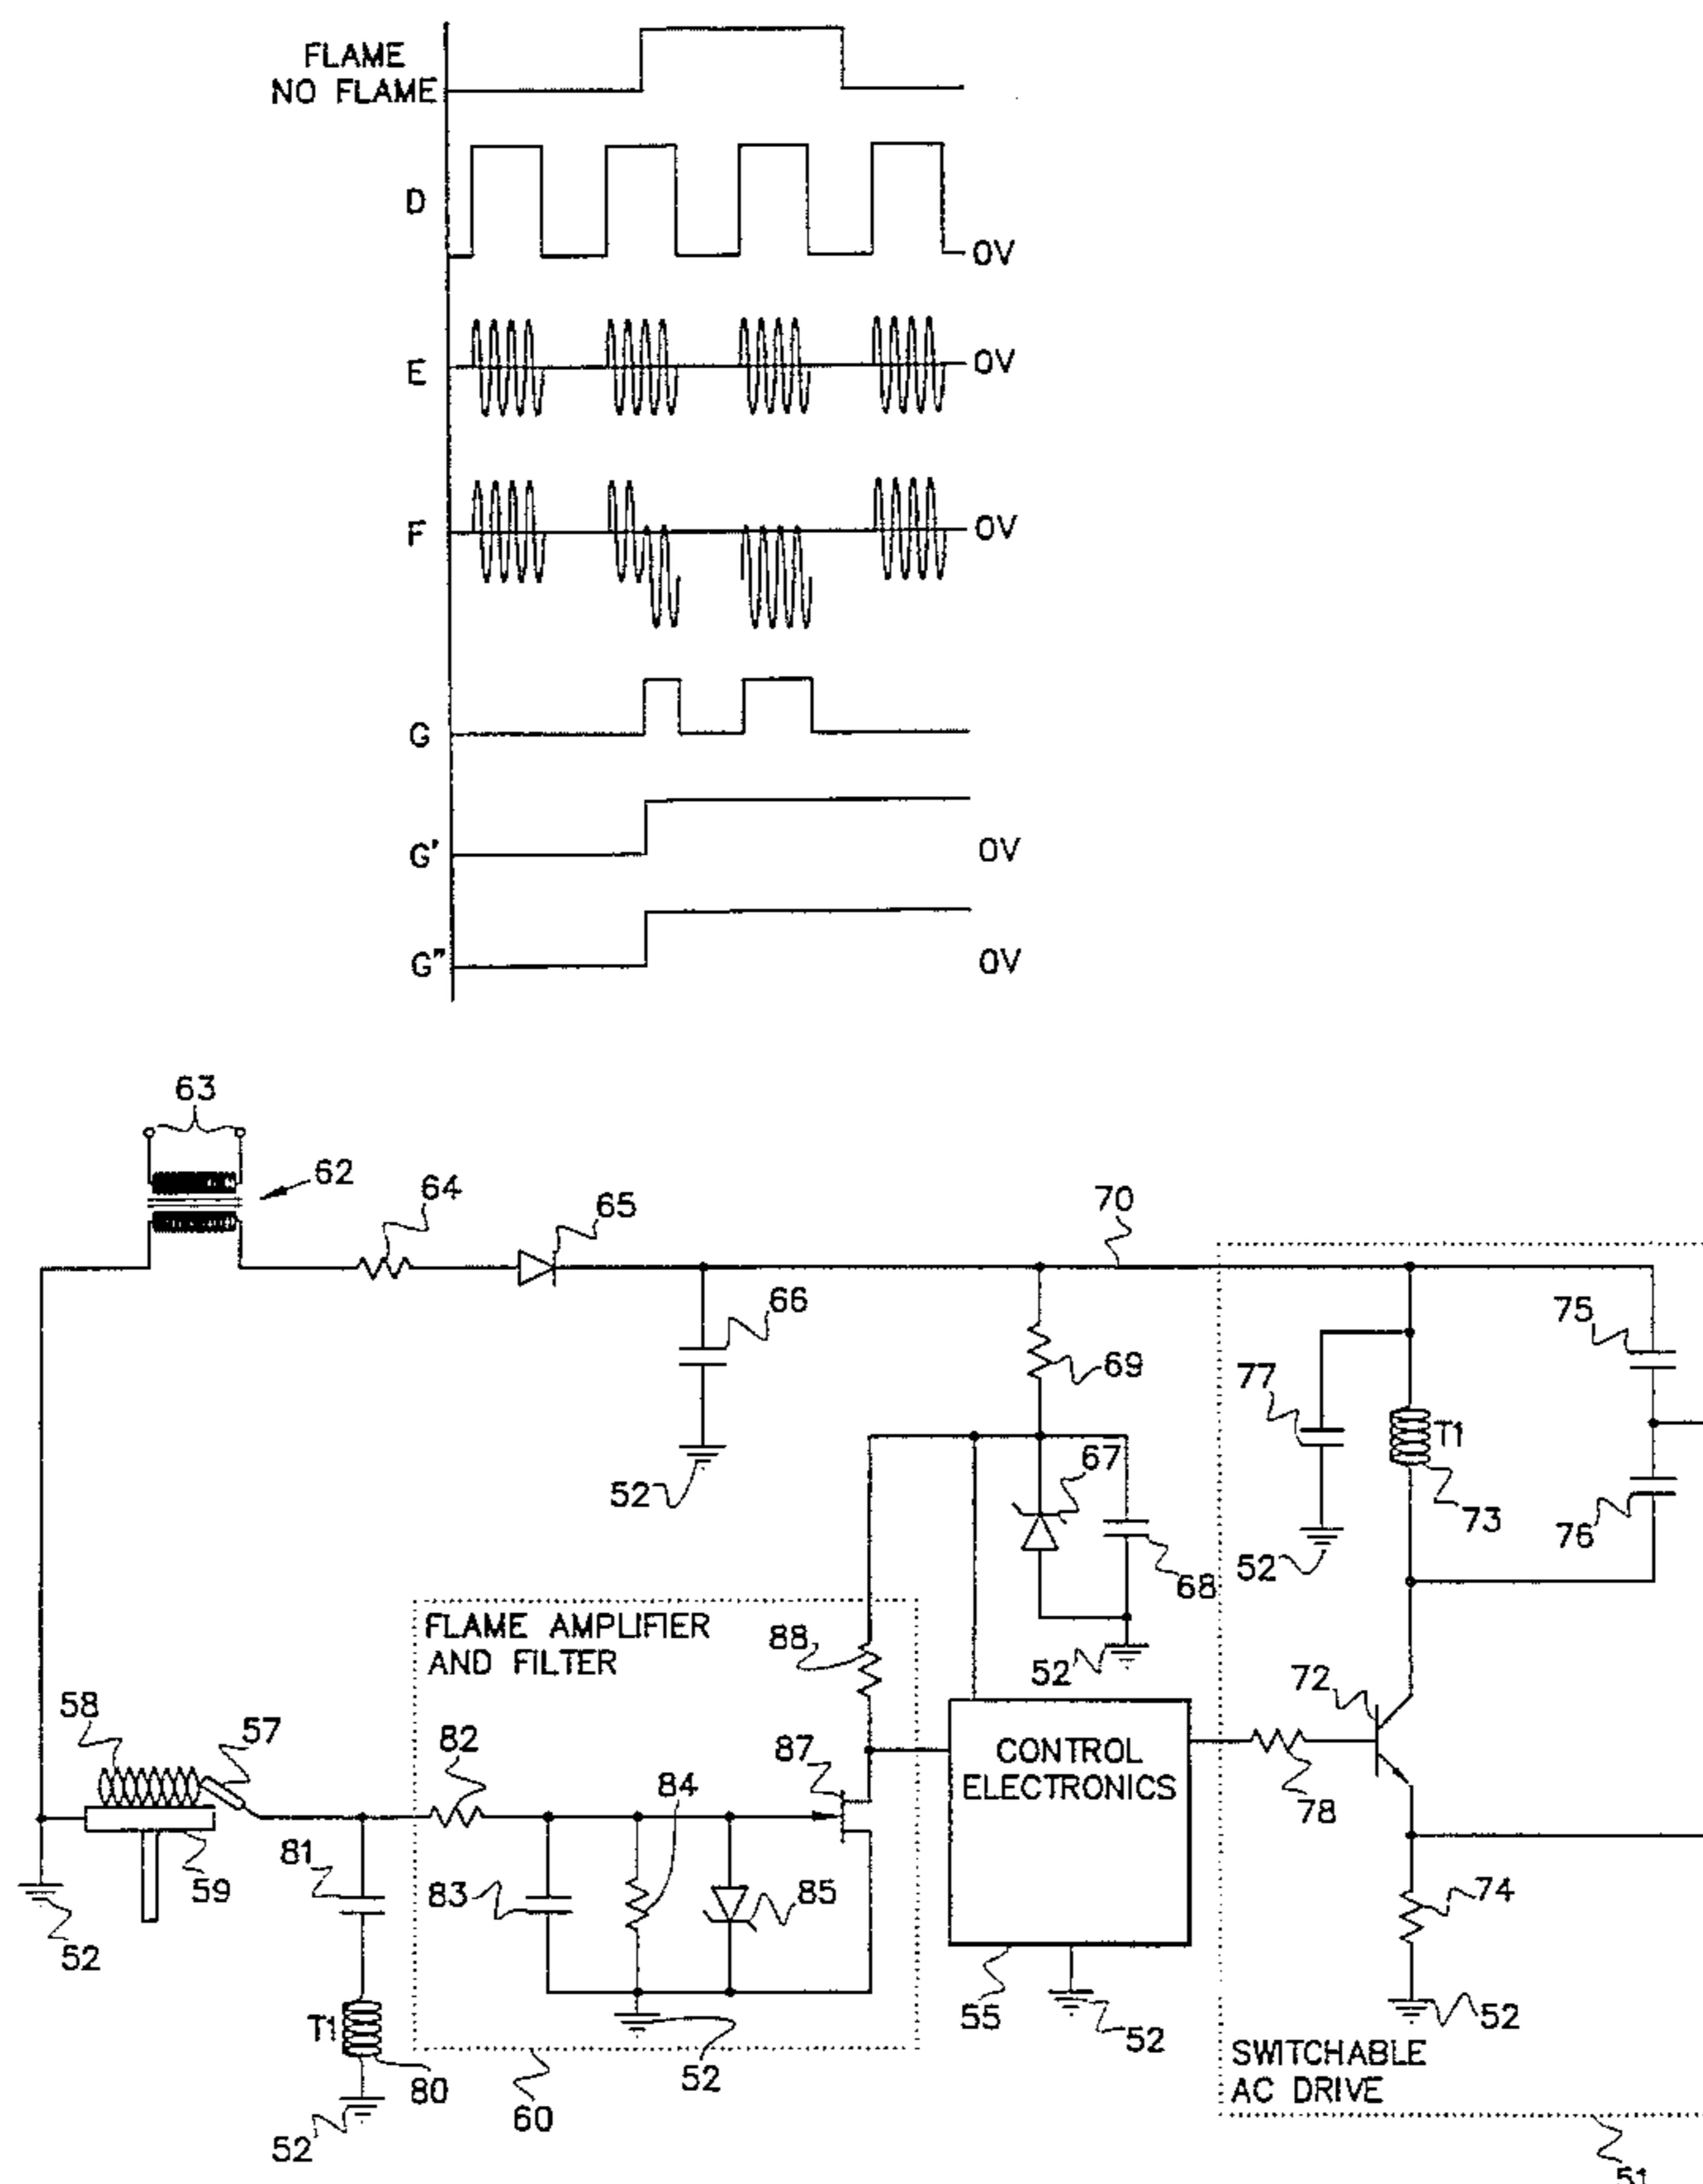 FLAME
NO FLAME
D
0V
E
0V
F
0V
G
G'
0V
G"
0V
63
62
64
65
70
66
75
69
77
67
T1
52
73
76
52
68
FLAME AMPLIFIER
AND FILTER
88
52
72
58
57
82
87
CONTROL
ELECTRONICS
84
78
81
59
83
85
74
52
T1
55
52
52
80
52
SWITCHABLE
AC DRIVE
60
52
51